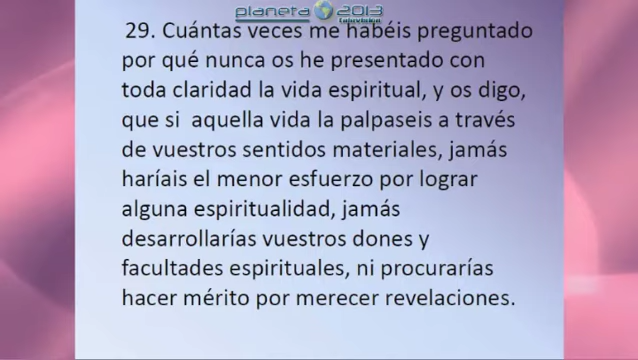 planeta 2013
television
29. Cuántas veces me habéis preguntado
por qué nunca os he presentado con
toda claridad la vida espiritual, y os digo,
que si aquella vida la palpaseis a través
de vuestros sentidos materiales, jamás
haríais el menor esfuerzo por lograr
alguna espiritualidad, jamás
desarrollarías vuestros dones y
facultades espirituales, ni procurarías
hacer mérito por merecer revelaciones.